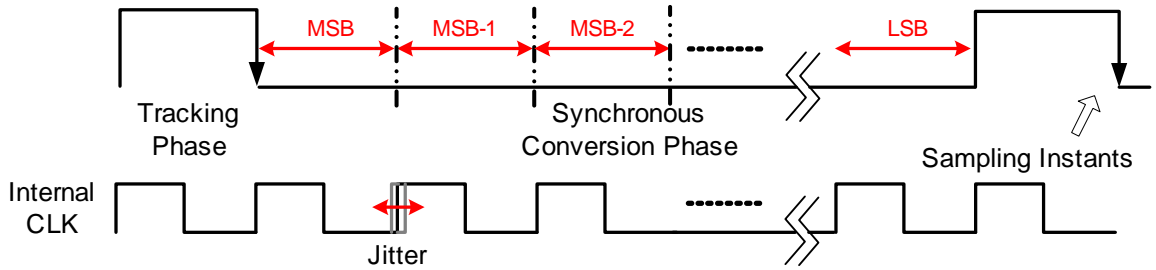 MSB
MSB-1
MSB-2
LSB
Tracking
Phase
Synchronous
Conversion Phase
Sampling Instants
Internal
CLK
Jitter